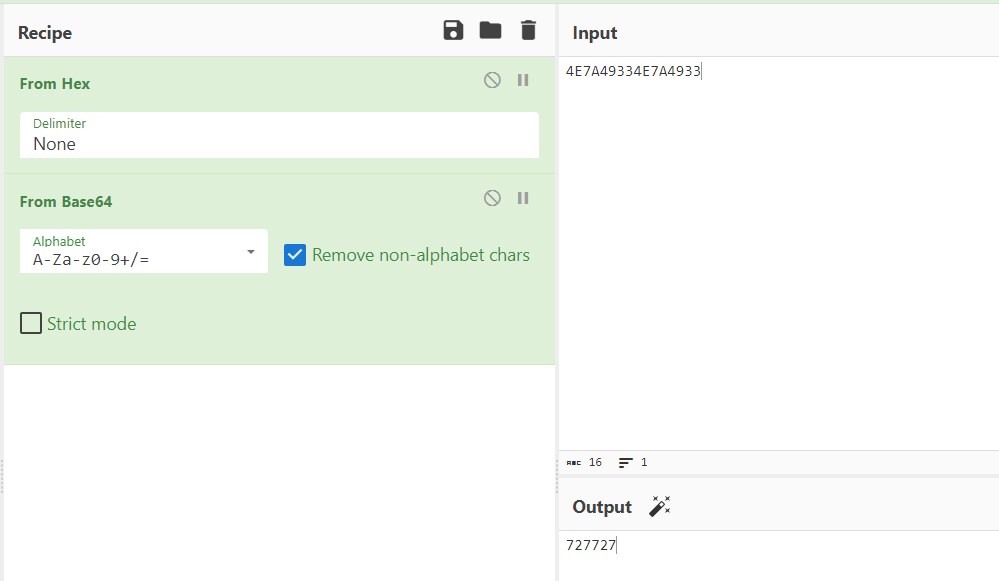 Recipe
From Hex
Delimiter
None
From Base64
Alphabet
A-Za-z0-9+/=
Remove non-alphabet chars
Strict mode
Input
4E7A49334E7A4933
ABC 16 1
Output
727727